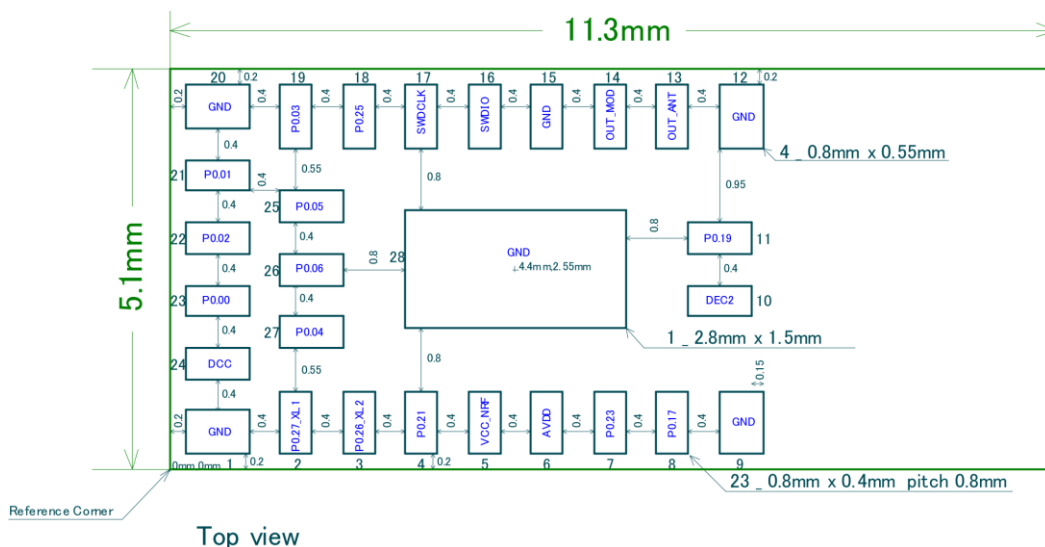 11.3mm
20 0.2 19 18 17 16 15 14 13 12 0.2
0.2 GND 0.4 P0.03 0.4 P0.25 0.4 SWDCLK 0.4 SWDIO 0.4 GND 0.4 OUT_MOD 0.4 OUT_ANT 0.4 GND
0.4
4 _ 0.8mm x 0.55mm
21 P0.01 0.4 0.55 0.8 0.95
25 P0.05
0.4
22 P0.02 0.4 28 GND 0.8 P0.19 11
5.1mm
26 P0.06 0.8 4.4mm,2.55mm
0.4 0.4
23 P0.00 0.4 DEC2 10
27 P0.04
0.4
1 _ 2.8mm x 1.5mm
24 DCC 0.55 0.8 0.15
0.4
0.2 GND 0.4 P0.27_XL1 0.4 P0.26_XL2 0.4 P0.21 0.4 VCC_NRF 0.4 AVDD 0.4 P0.23 0.4 P0.17 0.4 GND
0mm,0mm 1 0.2 2 3 4 0.2 5 6 7 8 9
23 _ 0.8mm x 0.4mm pitch 0.8mm
Reference Corner
Top view